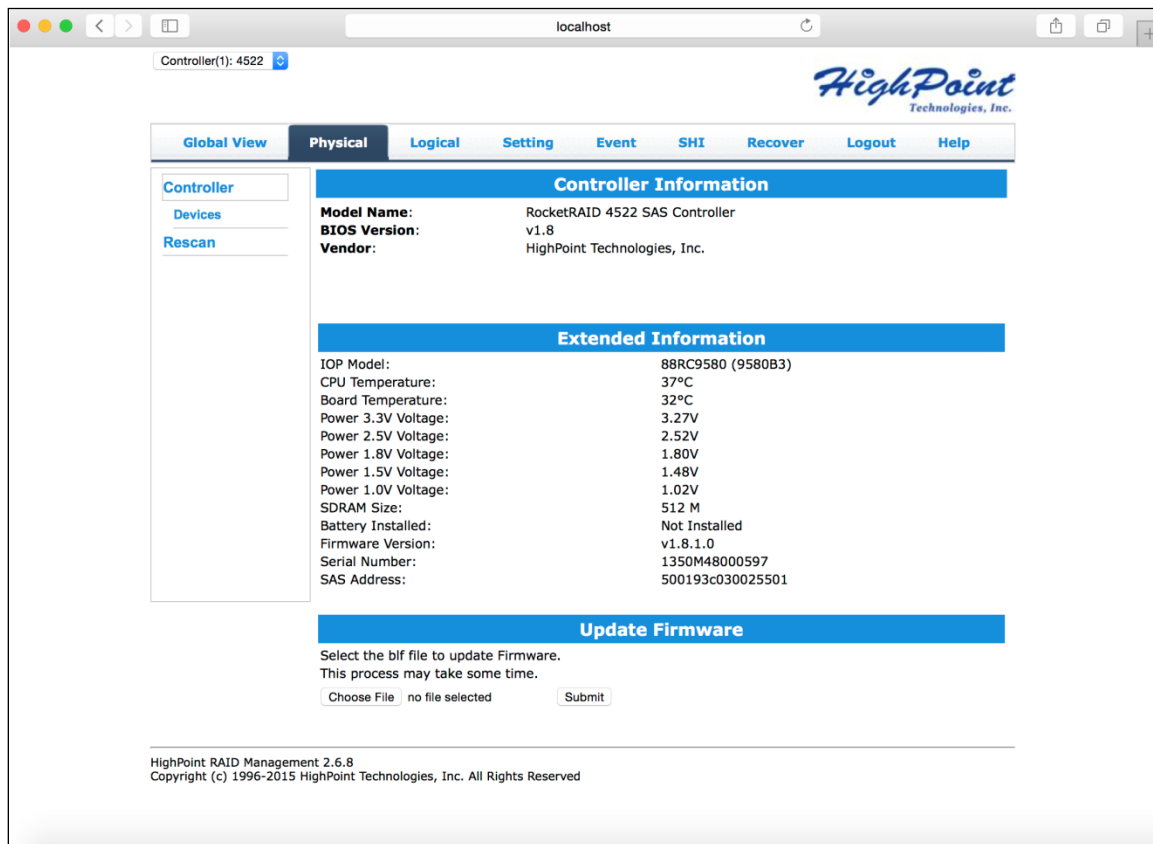 localhost
Controller(1): 4522
HighPoint
Technologies, Inc.
Global View Physical Logical Setting Event SHI Recover Logout Help
Controller
Devices
Rescan
Controller Information
Model Name: RocketRAID 4522 SAS Controller
BIOS Version: v1.8
Vendor: HighPoint Technologies, Inc.
Extended Information
IOP Model: 88RC9580 (9580B3)
CPU Temperature: 37°C
Board Temperature: 32°C
Power 3.3V Voltage: 3.27V
Power 2.5V Voltage: 2.52V
Power 1.8V Voltage: 1.80V
Power 1.5V Voltage: 1.48V
Power 1.0V Voltage: 1.02V
SDRAM Size: 512 M
Battery Installed: Not Installed
Firmware Version: v1.8.1.0
Serial Number: 1350M48000597
SAS Address: 500193c030025501
Update Firmware
Select the blf file to update Firmware.
This process may take some time.
Choose File no file selected Submit
HighPoint RAID Management 2.6.8
Copyright (c) 1996-2015 HighPoint Technologies, Inc. All Rights Reserved